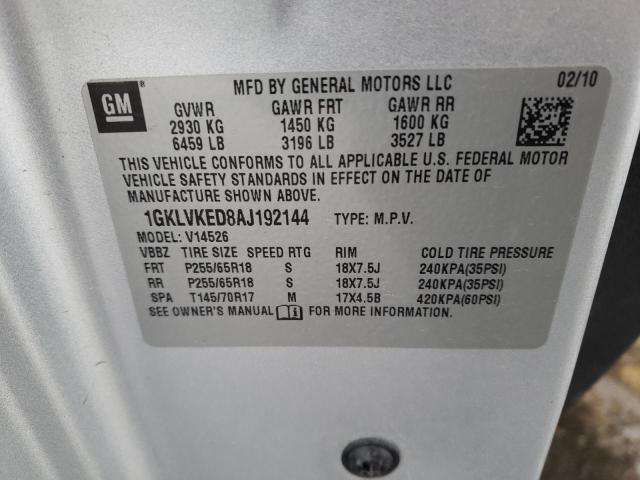 GM
MFD BY GENERAL MOTORS LLC 02/10
GVWR GAWR FRT GAWR RR
2930 KG 1450 KG 1600 KG
6459 LB 3196 LB 3527 LB
THIS VEHICLE CONFORMS TO ALL APPLICABLE U.S. FEDERAL MOTOR
VEHICLE SAFETY STANDARDS IN EFFECT ON THE DATE OF
MANUFACTURE SHOWN ABOVE.
1GKLVKED8AJ192144 TYPE: M.P.V.
MODEL: V14526
VBBZ TIRE SIZE SPEED RTG RIM COLD TIRE PRESSURE
FRT P255/65R18 S 18X7.5J 240KPA(35PSI)
RR P255/65R18 S 18X7.5J 240KPA(35PSI)
SPA T145/70R17 M 17X4.5B 420KPA(60PSI)
SEE OWNER'S MANUAL FOR MORE INFORMATION.